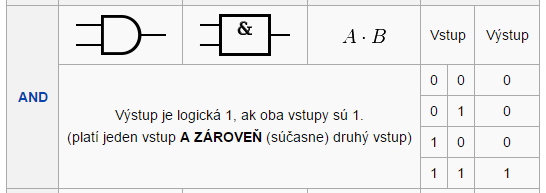 &
A · B
Vstup
Výstup
AND
Výstup je logická 1, ak oba vstupy sú 1.
(platí jeden vstup A ZÁROVEŇ (súčasne) druhý vstup)
0 0 0
0 1 0
1 0 0
1 1 1